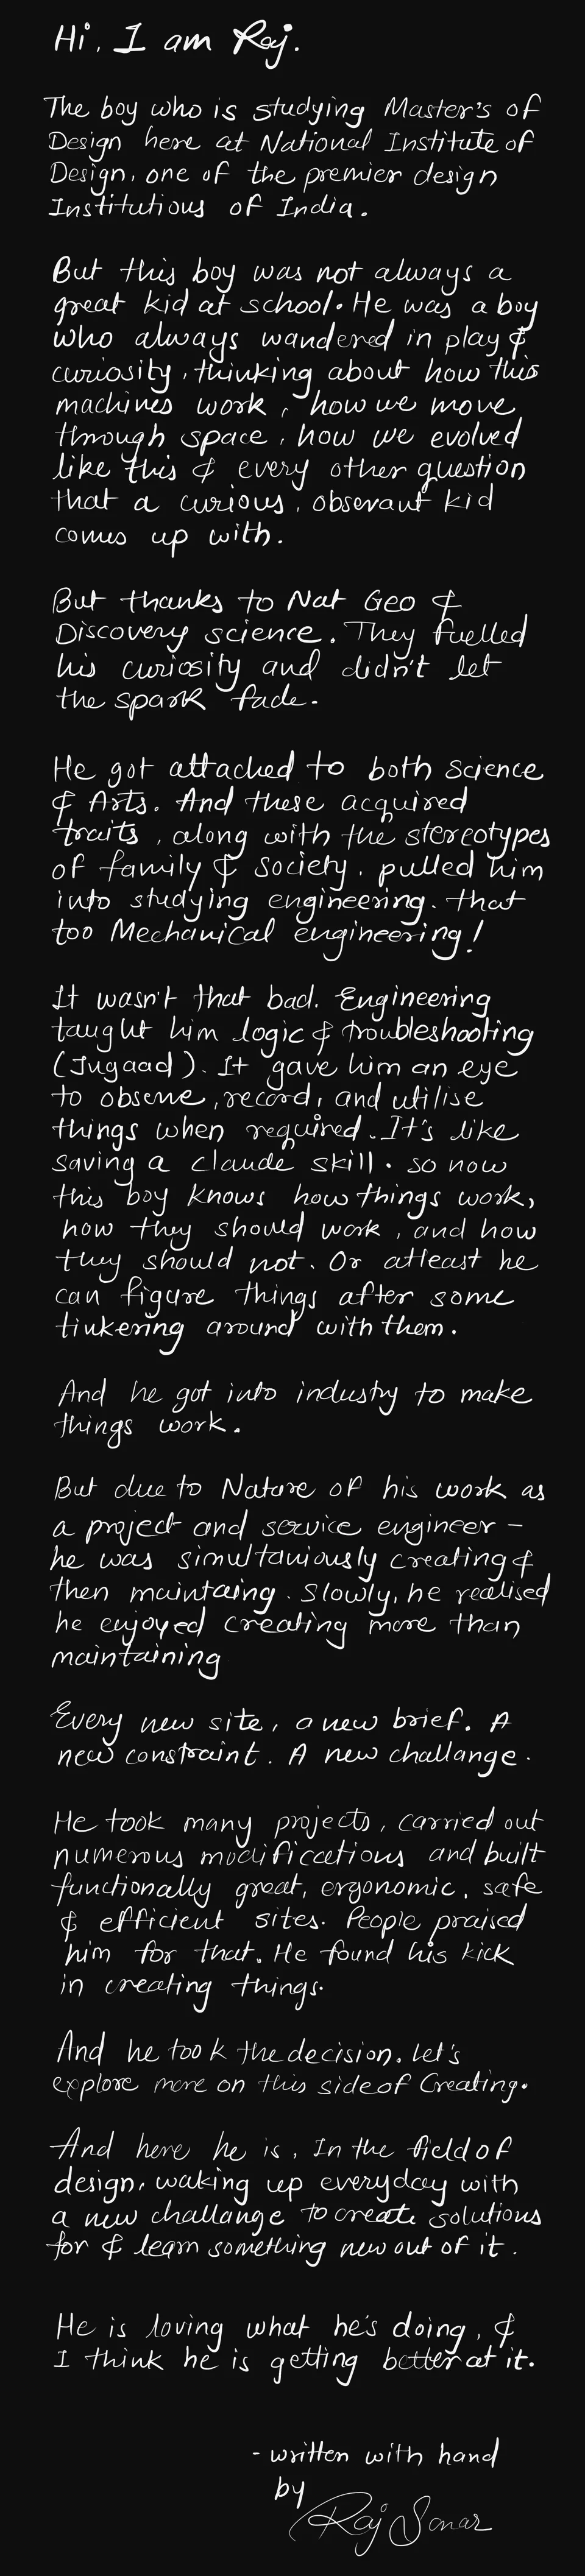 Hi, I am Raj.
The boy who is studying Master's of
Design here at National Institute of
Design, one of the premier design
Institutions of India.
But this boy was not always a
great kid at school. He was a boy
who always wandered in play &
curiosity, thinking about how this
machines work, how we move
through space, how we evolved
like this & every other question
that a curious, observant kid
comes up with.
But thanks to Nat Geo &
Discovery science. They fuelled
his curiosity and didn't let
the spark fade.
He got attached to both Science
& Arts. And these acquired
traits, along with the stereotypes
of family & society, pulled him
into studying engineering. that
too Mechanical engineering!
It wasn't that bad. Engineering
taught him logic & troubleshooting
(Jugaad). It gave him an eye
to observe, record, and utilise
things when required. It's like
saving a claude skill. so now
this boy knows how things work,
how they should work, and how
they should not. Or atleast he
can figure things after some
tinkering around with them.
And he got into industry to make
things work.
But due to Nature of his work as
a project and service engineer -
he was simultaniously creating &
then maintaing. Slowly, he realised
he enjoyed creating more than
maintaining
Every new site, a new brief. A
new constraint. A new challange.
He took many projects, carried out
numerous modifications and built
functionally great, ergonomic, safe
& efficient sites. People praised
him for that. He found his kick
in creating things.
And he took the decision. Let's
explore more on this side of Creating.
And here he is, In the field of
design, waking up everyday with
a new challange to create solutions
for & learn something new out of it.
He is loving what he's doing, &
I think he is getting better at it.
- written with hand
by
Raj Sonar